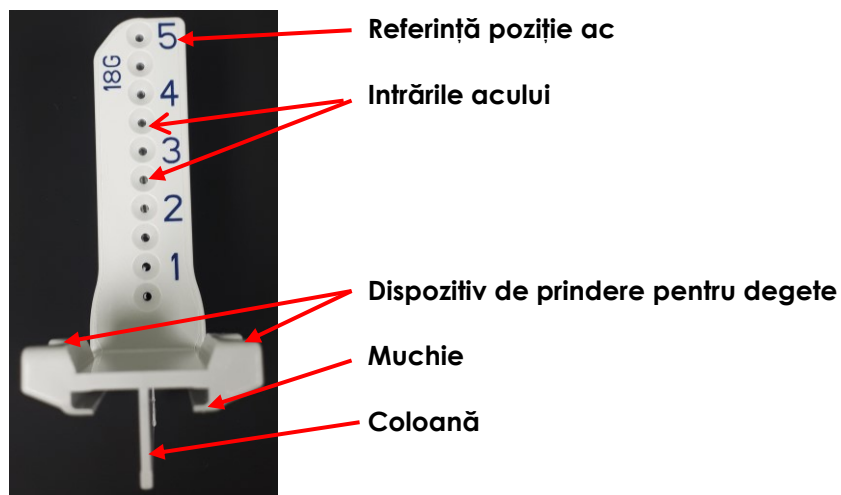 5
18G
4
3
2
1
Referință poziție ac
Intrările acului
Dispozitiv de prindere pentru degete
Muchie
Coloană